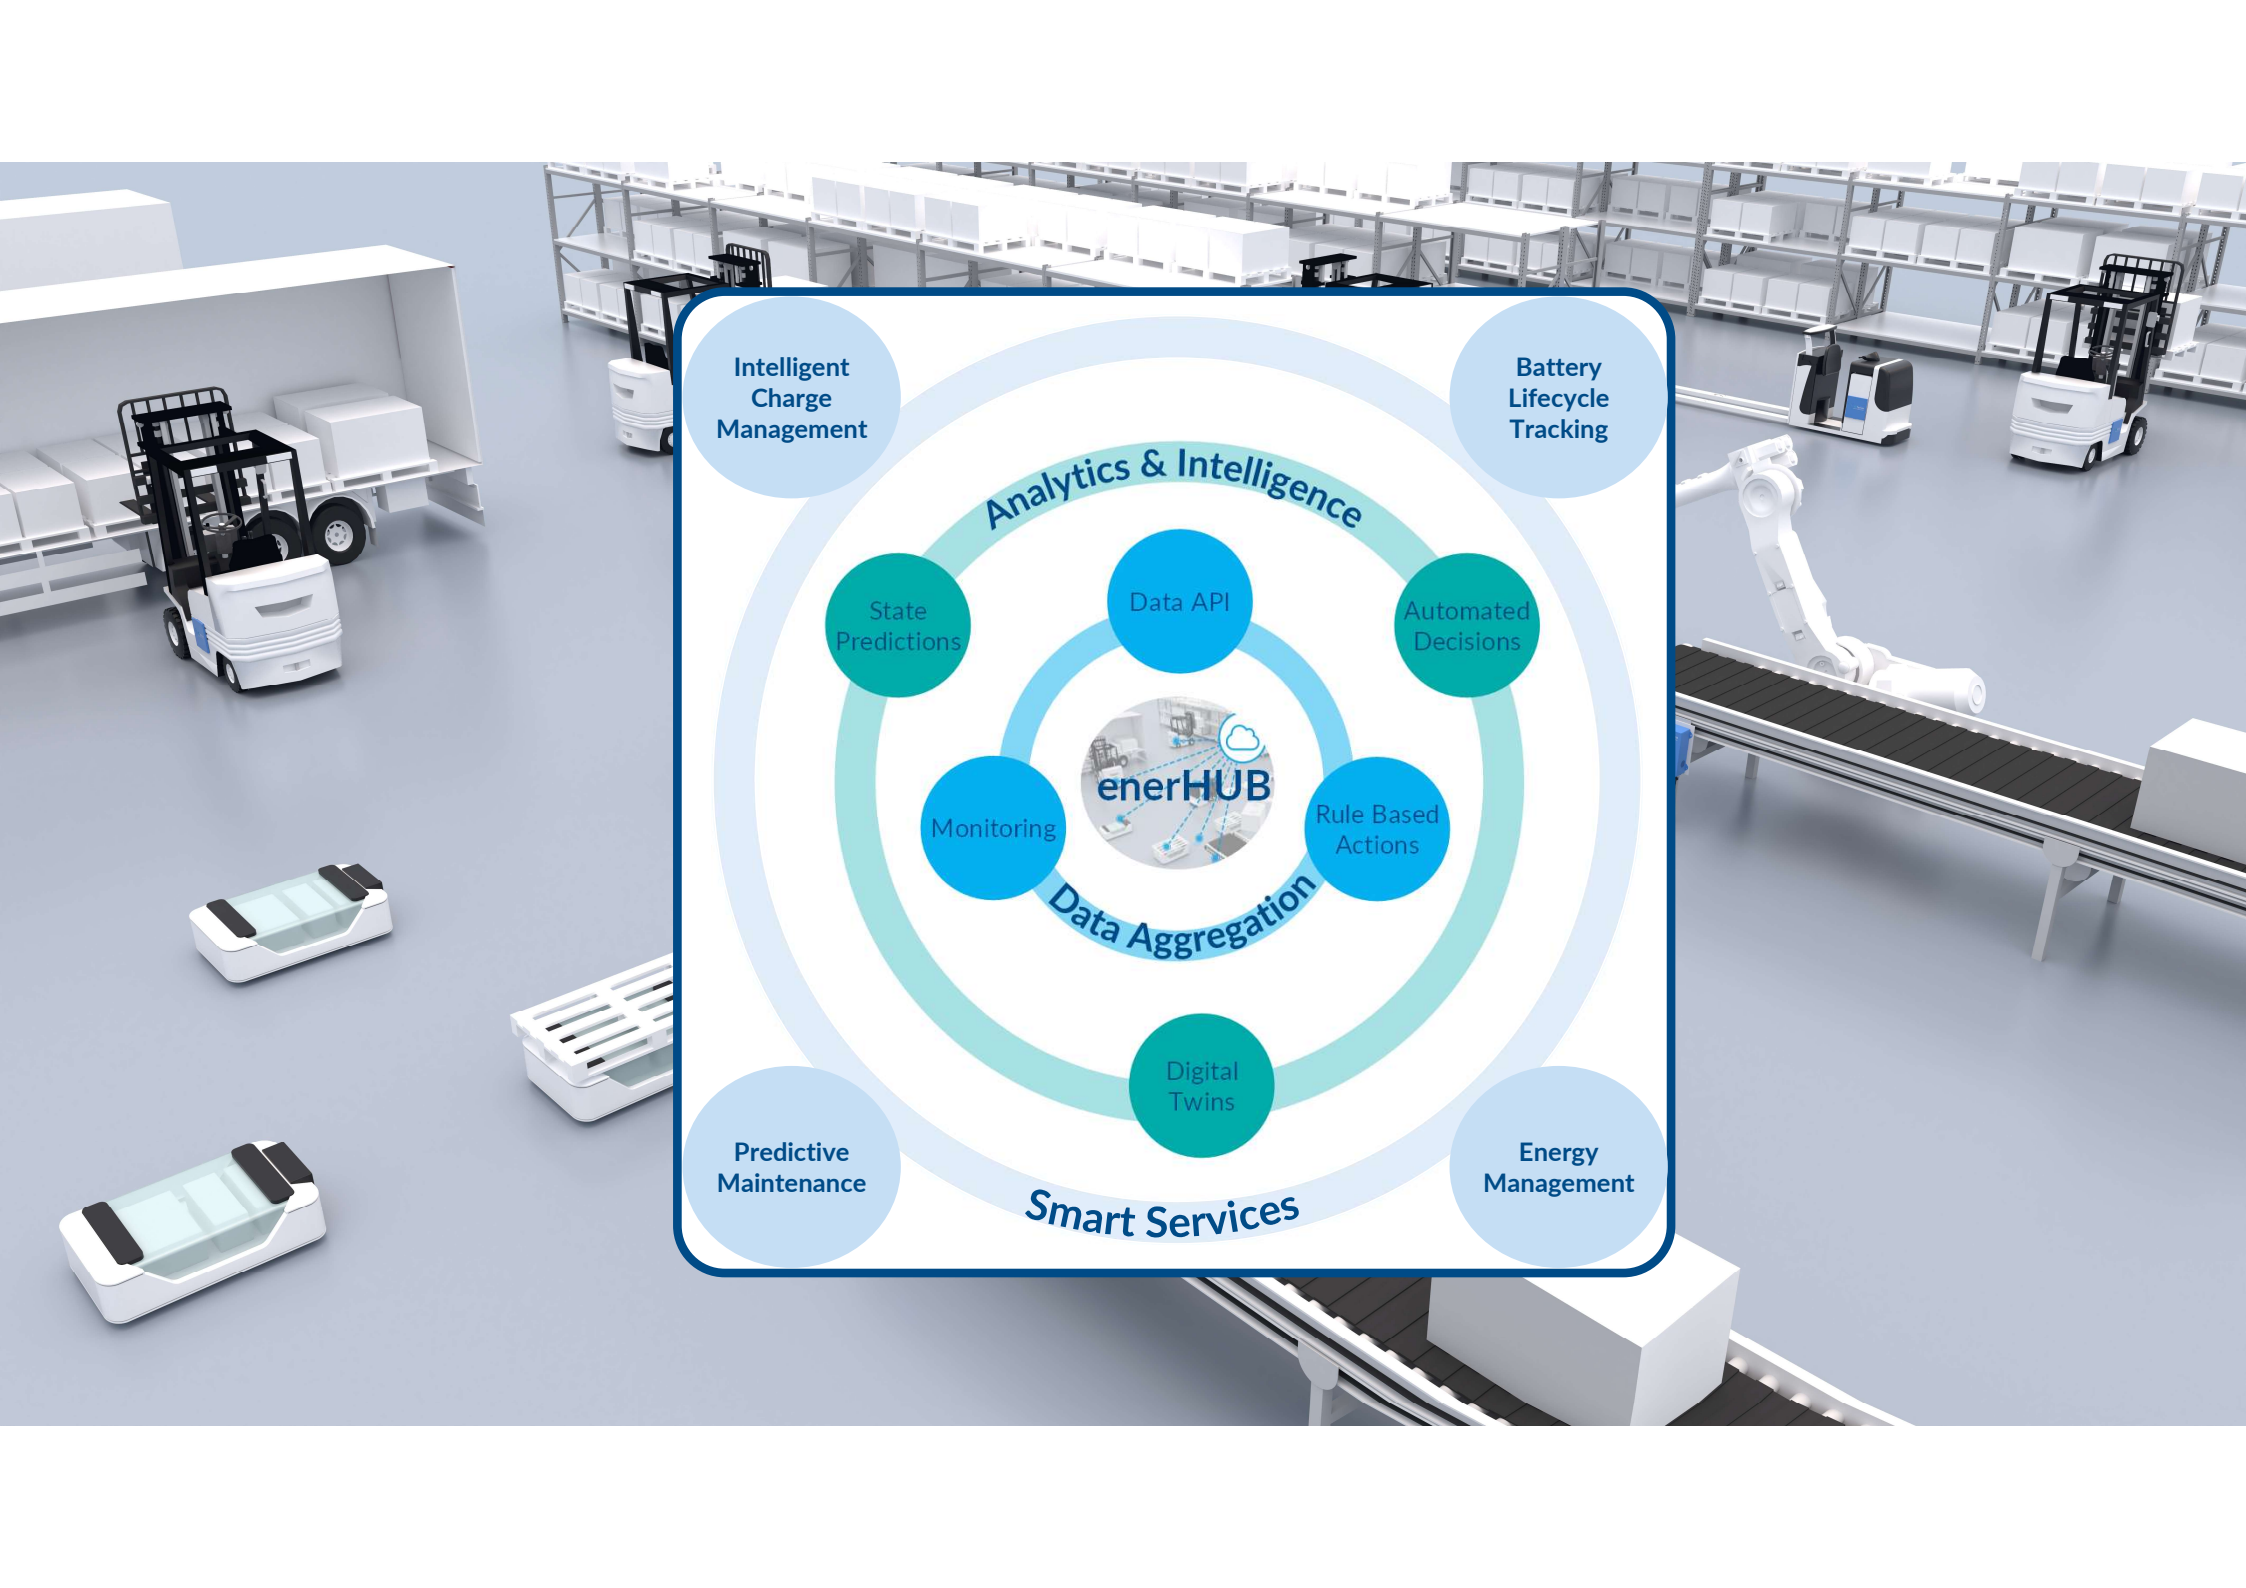 Intelligent
Charge
Management
Battery
Lifecycle
Tracking
Analytics & Intelligence
Data API
State
Predictions
Automated
Decisions
enerHUB
Monitoring
Rule Based
Actions
Data Aggregation
Digital
Twins
Predictive
Maintenance
Energy
Management
Smart Services